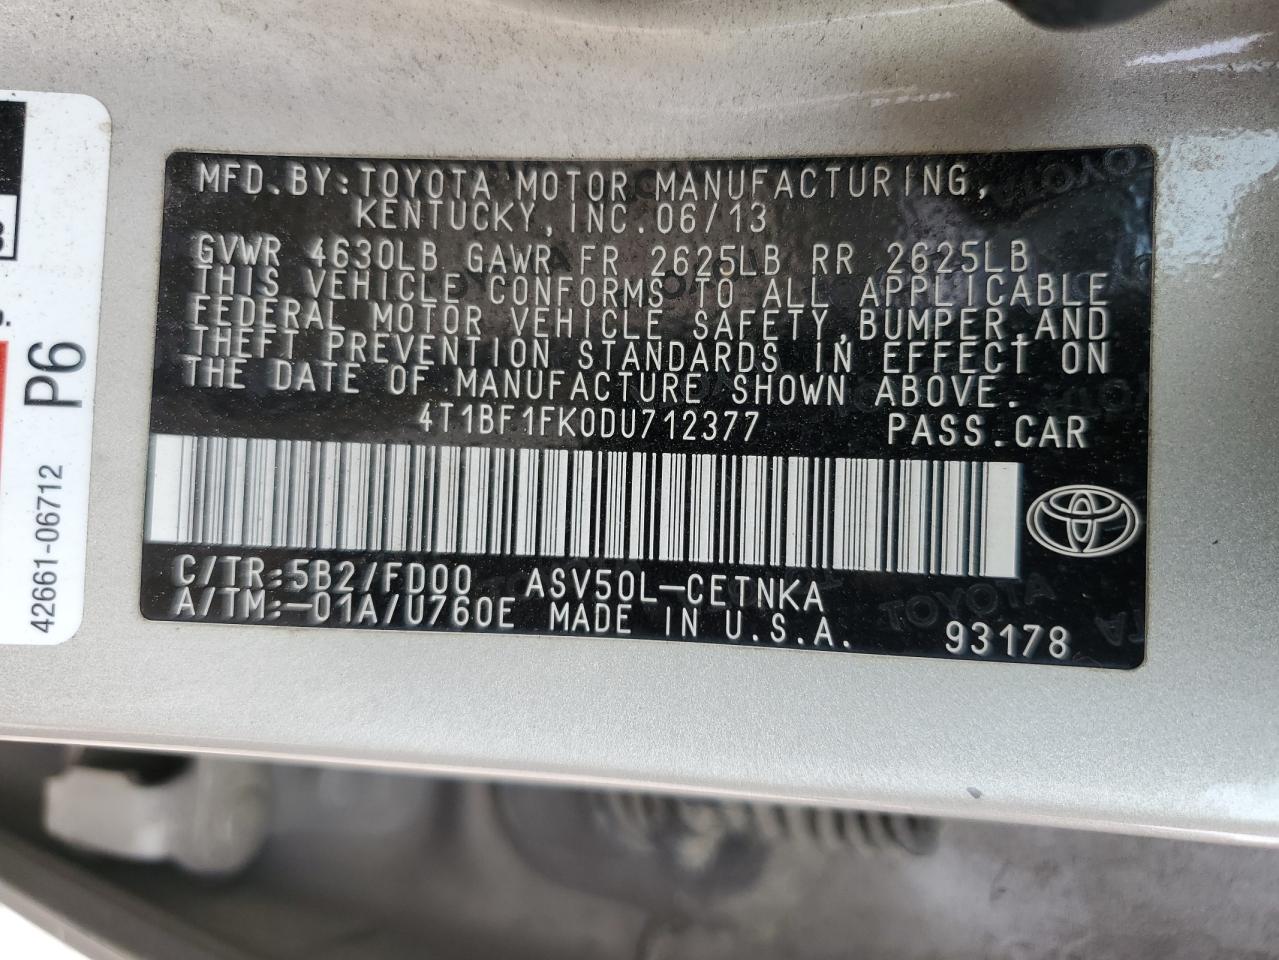 MFD.BY:TOYOTA MOTOR MANUFACTURING,
KENTUCKY, INC. 06/13
GVWR 4630LB GAWR FR 2625LB RR 2625LB
THIS VEHICLE CONFORMS TO ALL APPLICABLE
FEDERAL MOTOR VEHICLE SAFETY, BUMPER, AND
THEFT PREVENTION STANDARDS IN EFFECT ON
THE DATE OF MANUFACTURE SHOWN ABOVE.
4T1BF1FK0DU712377 PASS.CAR
C/TR:5B2/FD00 ASV50L-CETNKA
A/TM:-01A/U760E MADE IN U.S.A. 93178
P6
42661-06712
TOYOTA